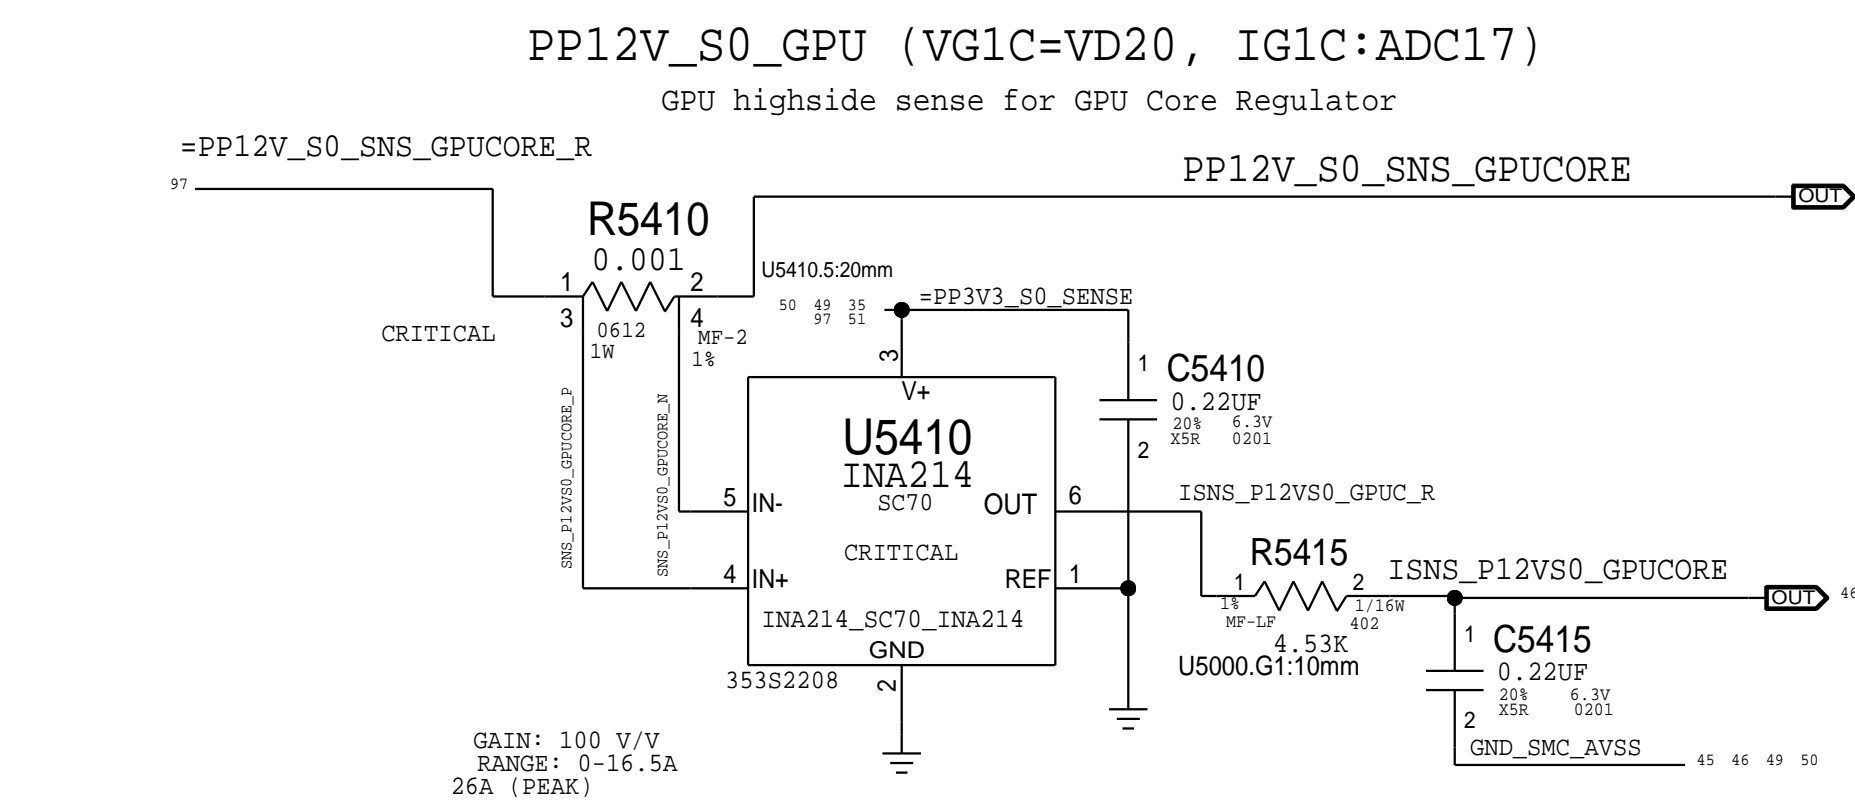 PP12V_S0_GPU (VG1C=VD20, IG1C:ADC17)
GPU highside sense for GPU Core Regulator
=PP12V_S0_SNS_GPUCORE_R
97
PP12V_S0_SNS_GPUCORE
OUT
R5410
0.001
1
2
3
4
0612
1W
MF-2
1%
CRITICAL
U5410.5:20mm
50 49 35
97 51
=PP3V3_S0_SENSE
3
V+
1
C5410
0.22UF
20% 6.3V
X5R 0201
2
SNS_P12VS0_GPUCORE_P
SNS_P12VS0_GPUCORE_N
U5410
INA214
SC70
5 IN-
OUT 6
ISNS_P12VS0_GPUC_R
CRITICAL
4 IN+
REF 1
INA214_SC70_INA214
GND
353S2208
2
R5415
1
2
1%
MF-LF
1/16W
402
4.53K
U5000.G1:10mm
ISNS_P12VS0_GPUCORE
OUT
46
1
C5415
0.22UF
20% 6.3V
X5R 0201
2
GND_SMC_AVSS
45 46 49 50
GAIN: 100 V/V
RANGE: 0-16.5A
26A (PEAK)